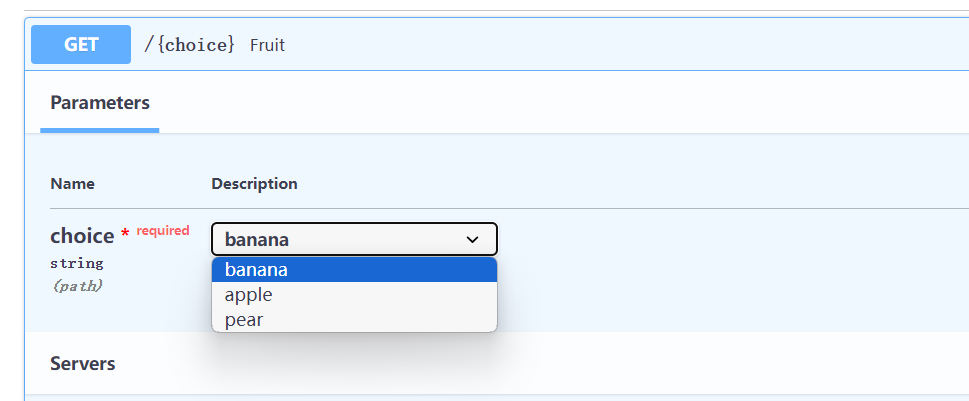 GET /{choice} Fruit
Parameters
Name Description
choice * required banana
string
(path)
banana
apple
pear
Servers